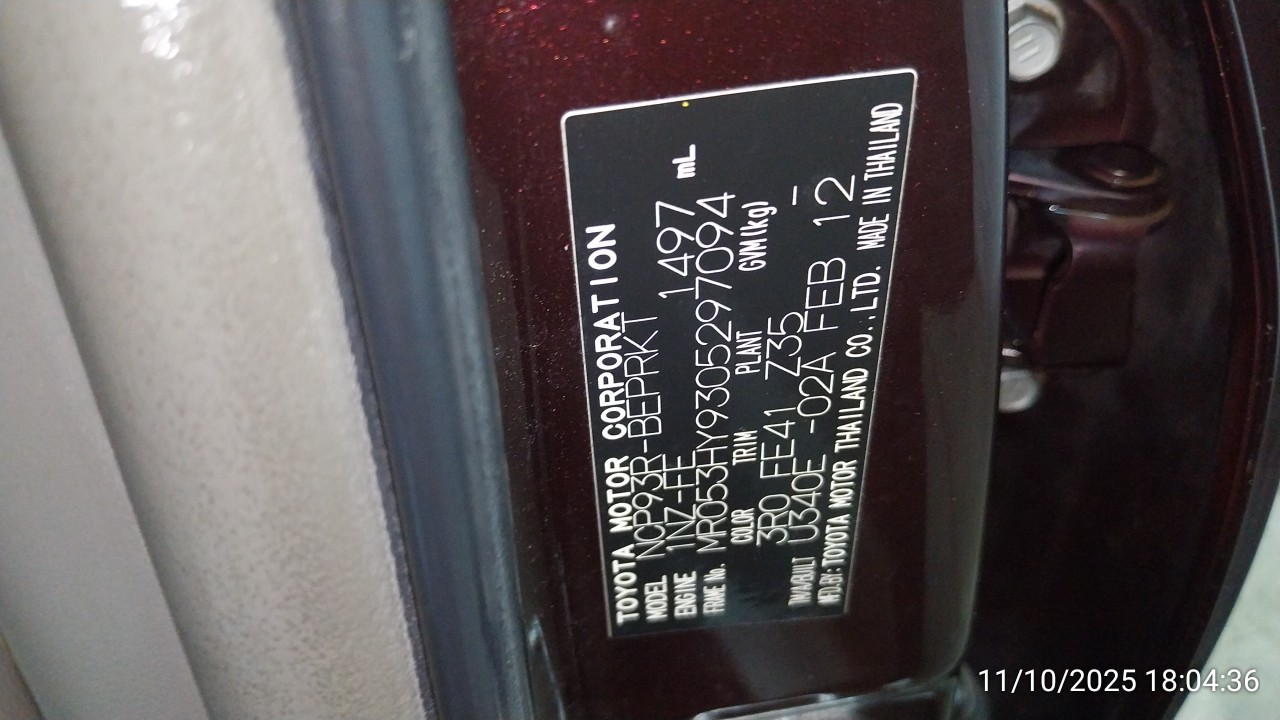 TOYOTA MOTOR CORPORATION
MODEL NCP93R-BEPRKT
ENGINE 1NZ-FE 1497 mL
FRAME No. MR053HY9305297094
COLOR TRIM PLANT GVM(kg)
3R0 FE41 Z35 —
T/M/A/BUILT U340E -02A FEB 12
MFD.BY: TOYOTA MOTOR THAILAND CO.,LTD. MADE IN THAILAND
11/10/2025 18:04:36